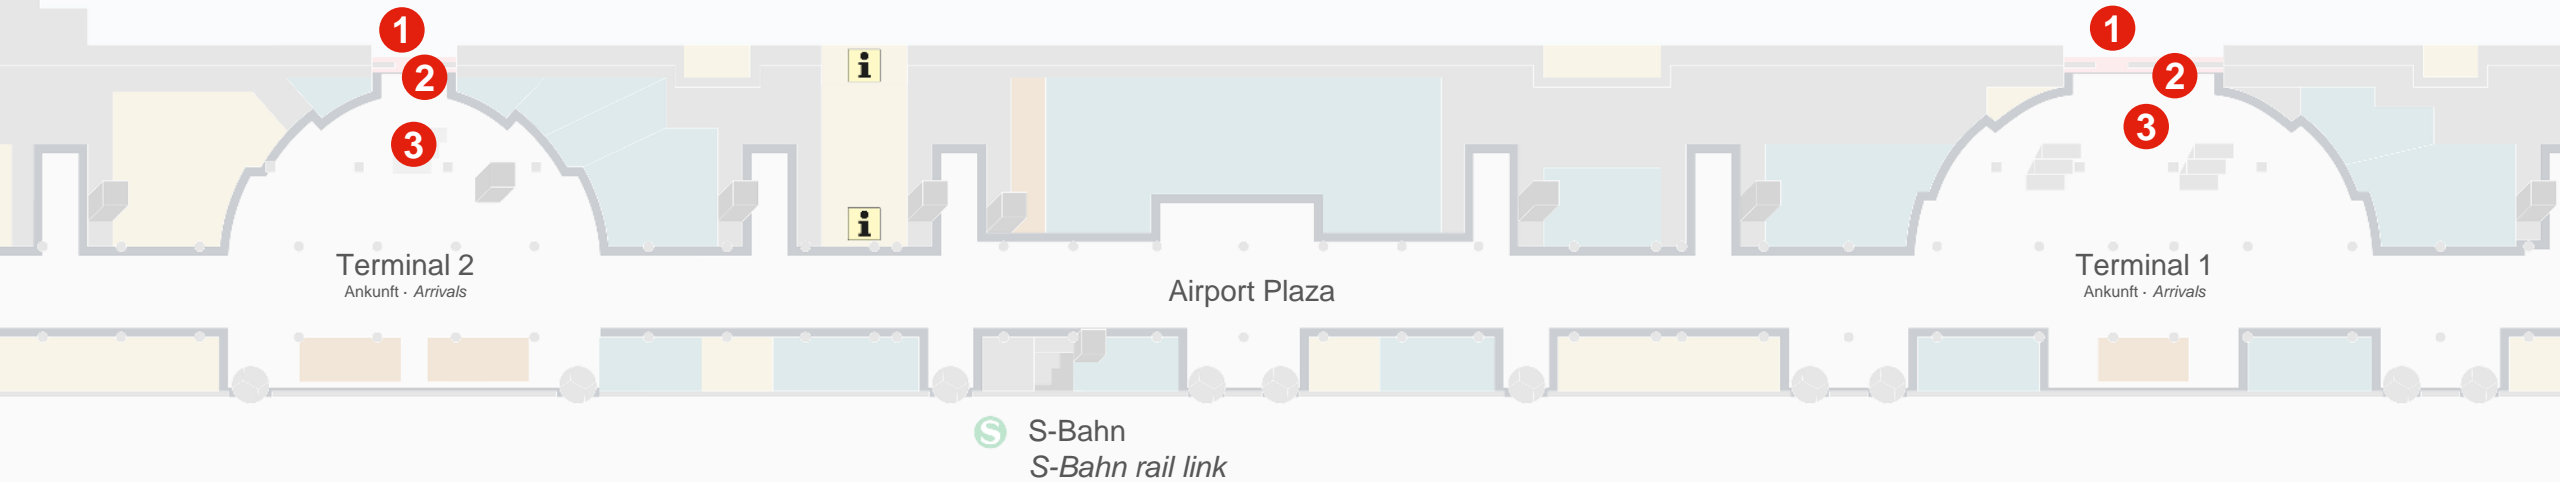 1
1
2
2
i
3
3
i
Terminal 2
Ankunft · Arrivals
Airport Plaza
Terminal 1
Ankunft · Arrivals
S
S-Bahn
S-Bahn rail link